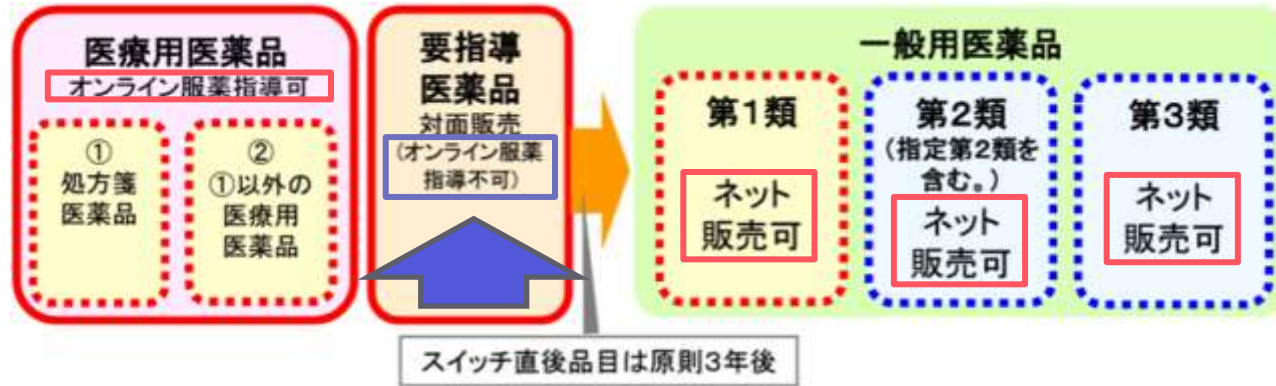 医療用医薬品
オンライン服薬指導可
①
処方箋
医薬品
②
①以外の
医療用
医薬品
要指導
医薬品
対面販売
(オンライン服薬
指導不可)
一般用医薬品
第1類
ネット
販売可
第2類
(指定第2類を
含む。)
ネット
販売可
第3類
ネット
販売可
スイッチ直後品目は原則3年後